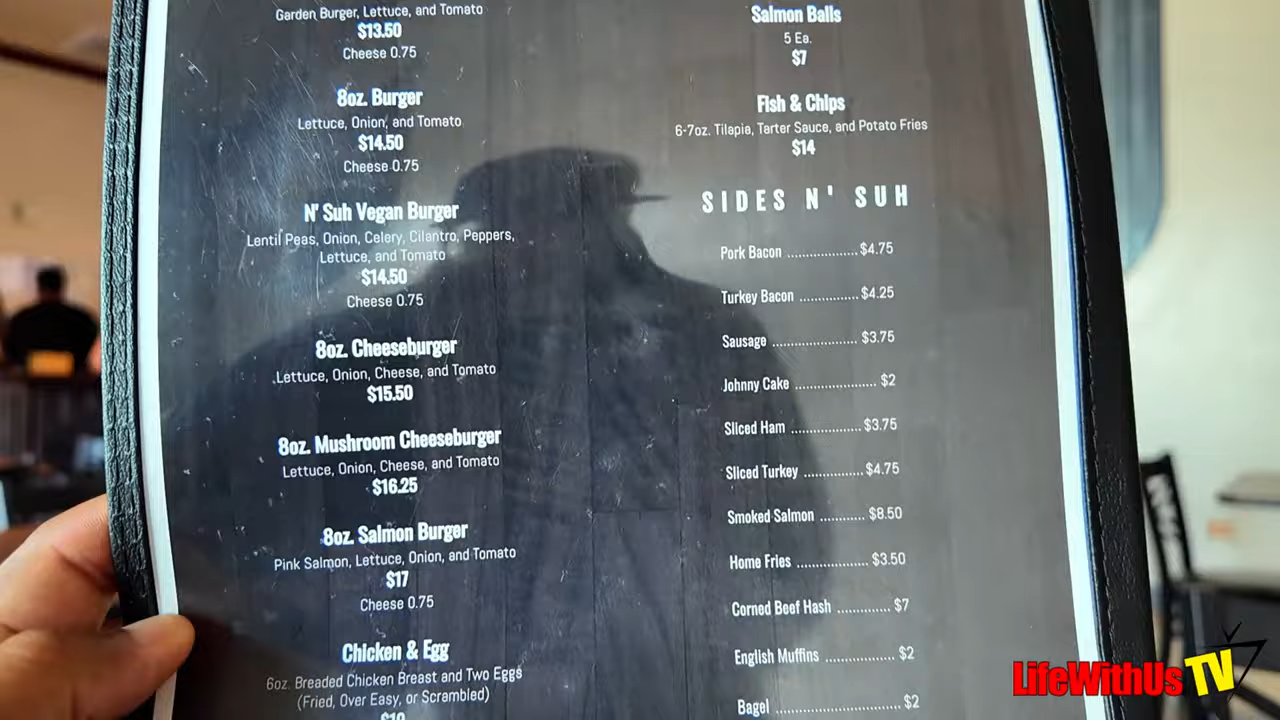 Garden Burger, Lettuce, and Tomato
$13.50
Cheese 0.75
8oz. Burger
Lettuce, Onion, and Tomato
$14.50
Cheese 0.75
N' Suh Vegan Burger
Lentil Peas, Onion, Celery, Cilantro, Peppers,
Lettuce, and Tomato
$14.50
Cheese 0.75
8oz. Cheeseburger
Lettuce, Onion, Cheese, and Tomato
$15.50
8oz. Mushroom Cheeseburger
Lettuce, Onion, Cheese, and Tomato
$16.25
8oz. Salmon Burger
Pink Salmon, Lettuce, Onion, and Tomato
$17
Cheese 0.75
Chicken & Egg
6oz. Breaded Chicken Breast and Two Eggs
(Fried, Over Easy, or Scrambled)
Salmon Balls
5 Ea.
$7
Fish & Chips
6-7oz. Tilapia, Tarter Sauce, and Potato Fries
$14
SIDES N' SUH
Pork Bacon ................ $4.75
Turkey Bacon ............. $4.25
Sausage ..................... $3.75
Johnny Cake .................... $2
Sliced Ham ................. $3.75
Sliced Turkey ............... $4.75
Smoked Salmon ........... $8.50
Home Fries .................. $3.50
Corned Beef Hash .............. $7
English Muffins ................. $2
Bagel .................................. $2
LifeWithUs TV